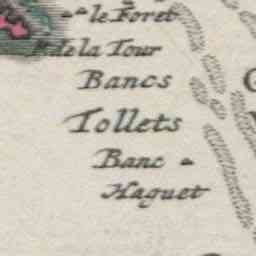 le Foret
de la Tour
Bancs
Tollets
Banc
Haguet